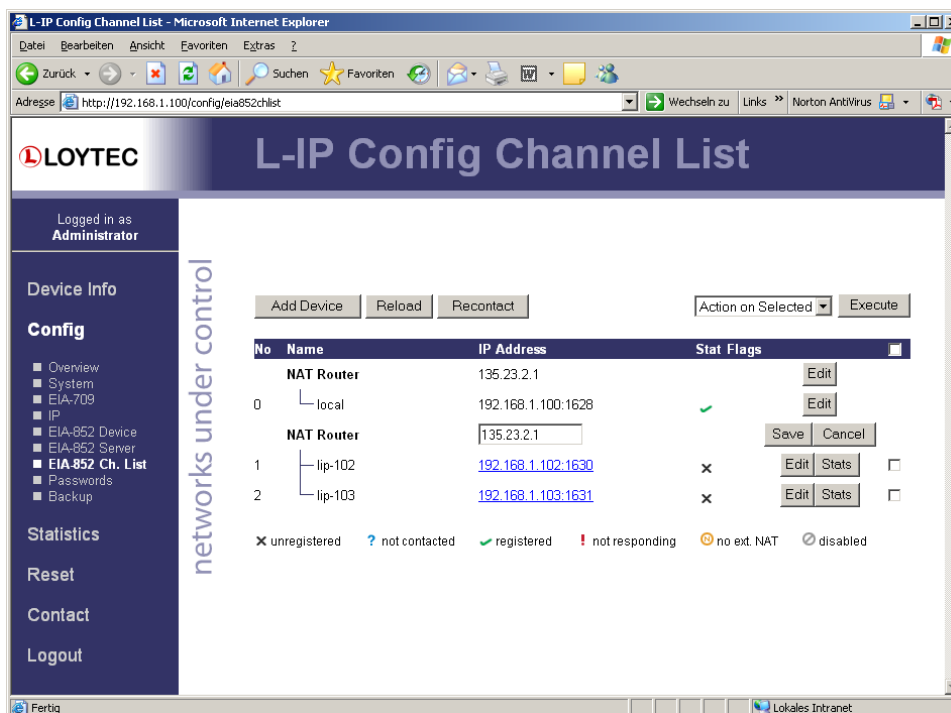 L-IP Config Channel List - Microsoft Internet Explorer
Datei Bearbeiten Ansicht Favoriten Extras ?
Zurück Suchen Favoriten
Adresse http://192.168.1.100/config/eia852chlist Wechseln zu Links » Norton AntiVirus
LOYTEC
L-IP Config Channel List
Logged in as
Administrator
Device Info
Config
Overview
System
EIA-709
IP
EIA-852 Device
EIA-852 Server
EIA-852 Ch. List
Passwords
Backup
Statistics
Reset
Contact
Logout
networks under control
Add Device Reload Recontact Action on Selected Execute
No Name IP Address Stat Flags
NAT Router 135.23.2.1 Edit
0 local 192.168.1.100:1628 Edit
NAT Router 135.23.2.1 Save Cancel
1 lip-102 192.168.1.102:1630 Edit Stats
2 lip-103 192.168.1.103:1631 Edit Stats
unregistered ? not contacted registered ! not responding N no ext. NAT disabled
Fertig Lokales Intranet